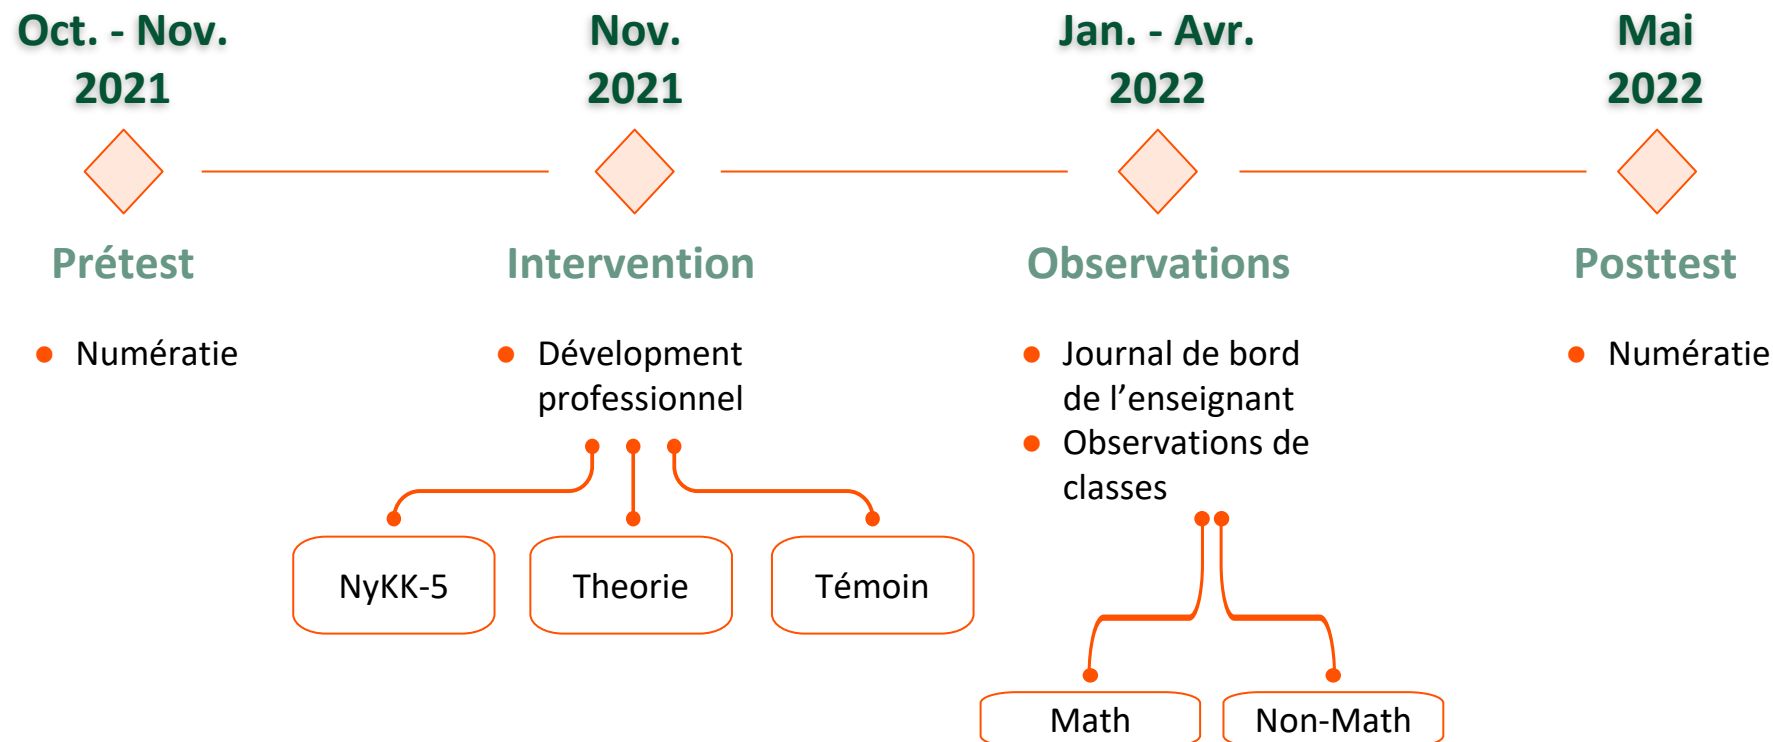 Oct. - Nov.
2021
Nov.
2021
Jan. - Avr.
2022
Mai
2022
Prétest
Intervention
Observations
Posttest
Numératie
Dévelopment
professionnel
Journal de bord
de l’enseignant
Observations de
classes
Numératie
NyKK-5
Theorie
Témoin
Math
Non-Math